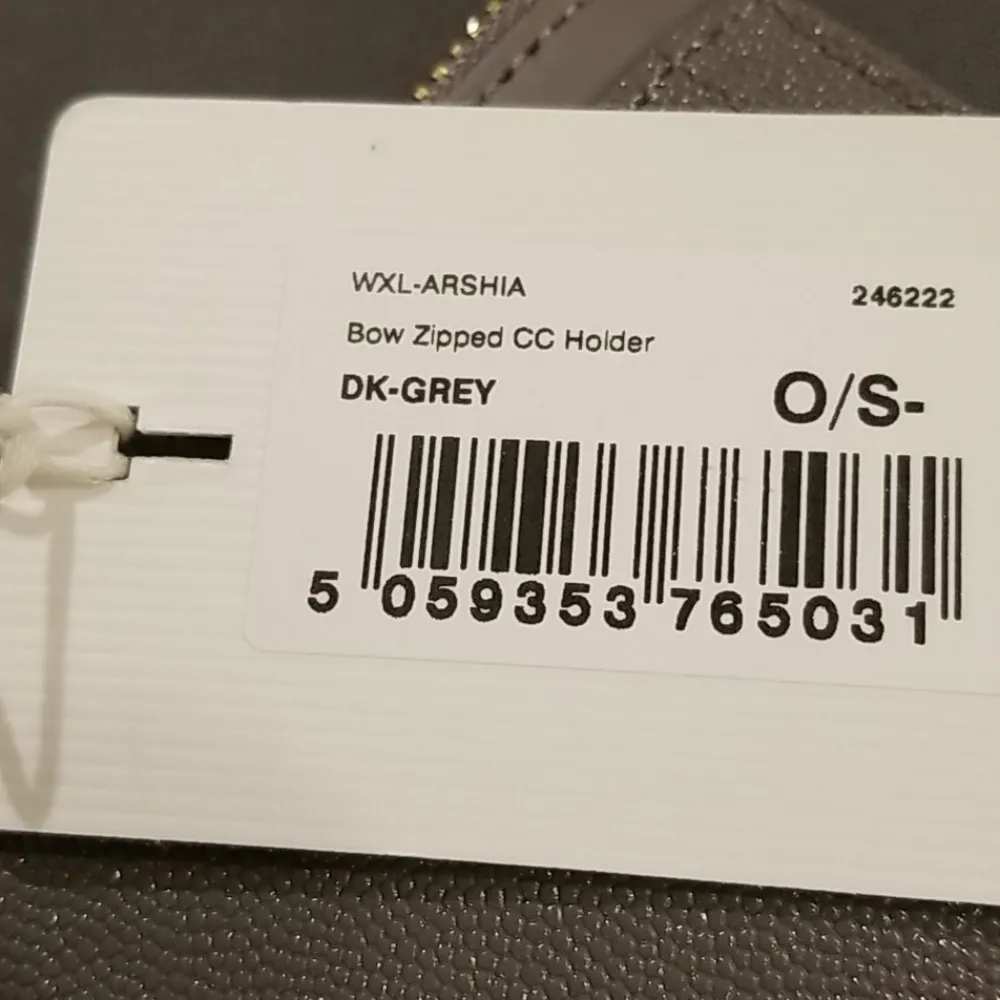 WXL-ARSHIA 246222
Bow Zipped CC Holder
DK-GREY O/S-
5 059353 765031